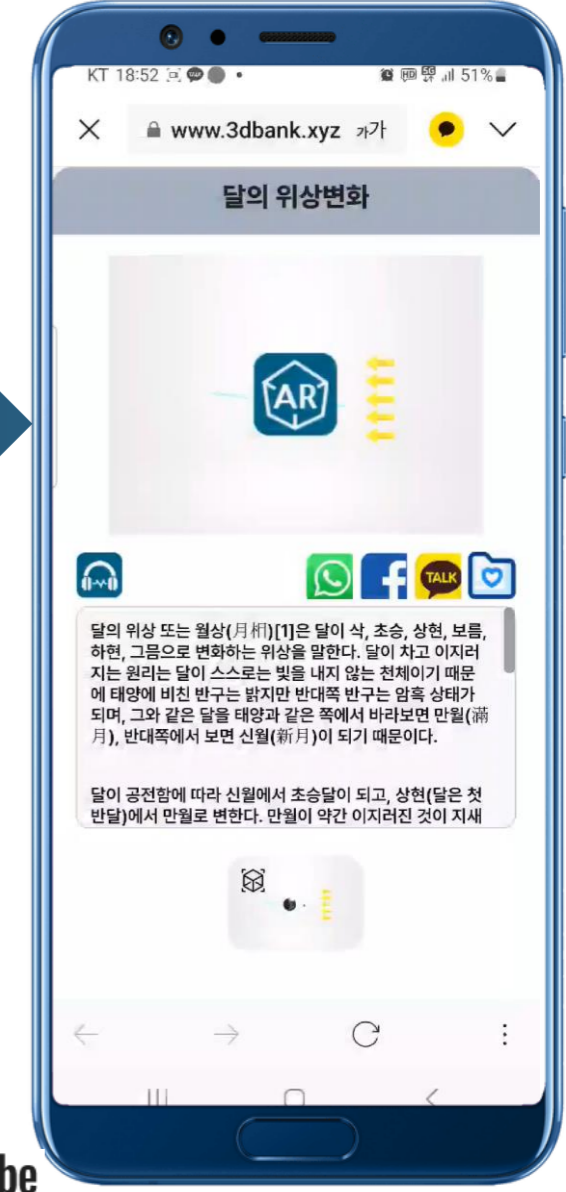 KT 18:52
5G 51%
www.3dbank.xyz 가가
달의 위상변화
AR
TALK
달의 위상 또는 월상(月相)[1]은 달이 삭, 초승, 상현, 보름,
하현, 그믐으로 변화하는 위상을 말한다. 달이 차고 이지러
지는 원리는 달이 스스로는 빛을 내지 않는 천체이기 때문
에 태양에 비친 반구는 밝지만 반대쪽 반구는 암흑 상태가
되며, 그와 같은 달을 태양과 같은 쪽에서 바라보면 만월(滿
月), 반대쪽에서 보면 신월(新月)이 되기 때문이다.
달이 공전함에 따라 신월에서 초승달이 되고, 상현(달은 첫
반달)에서 만월로 변한다. 만월이 약간 이지러진 것이 지새
be